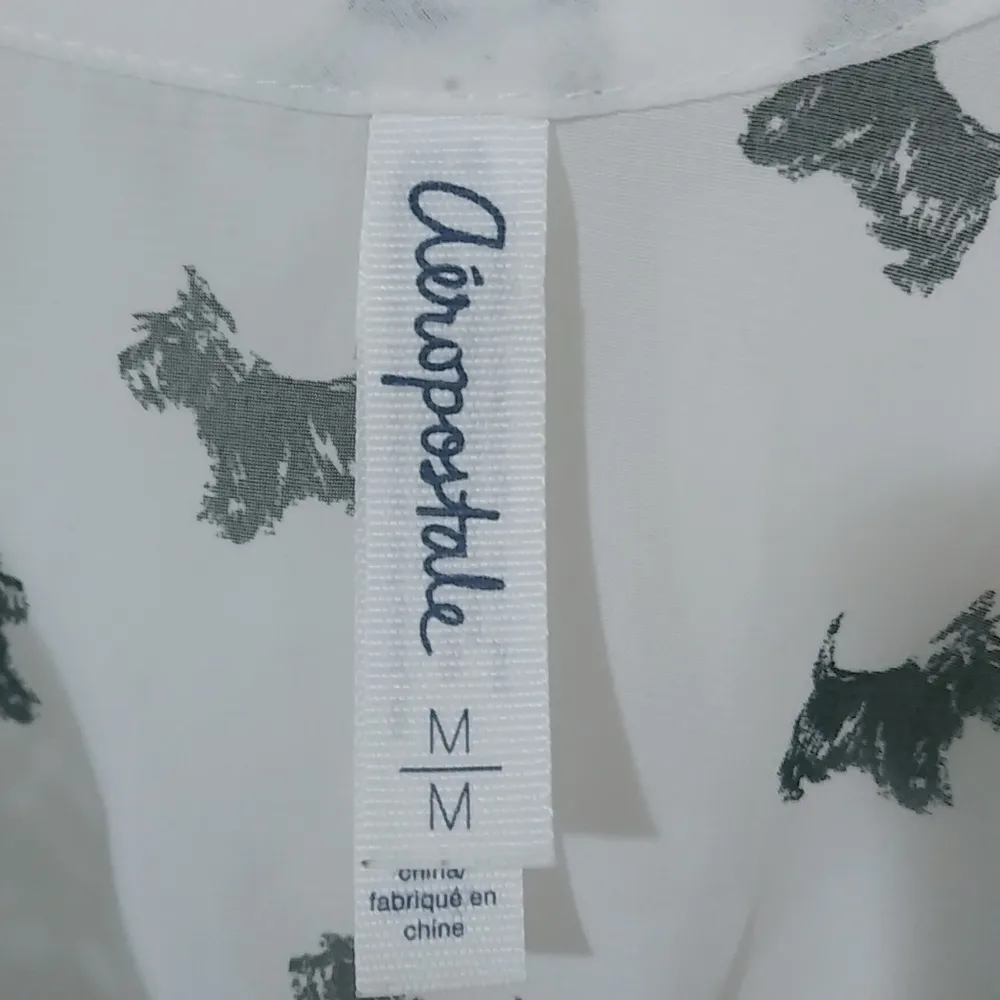 Aéropostale
M
M
china/
fabriqué en
chine